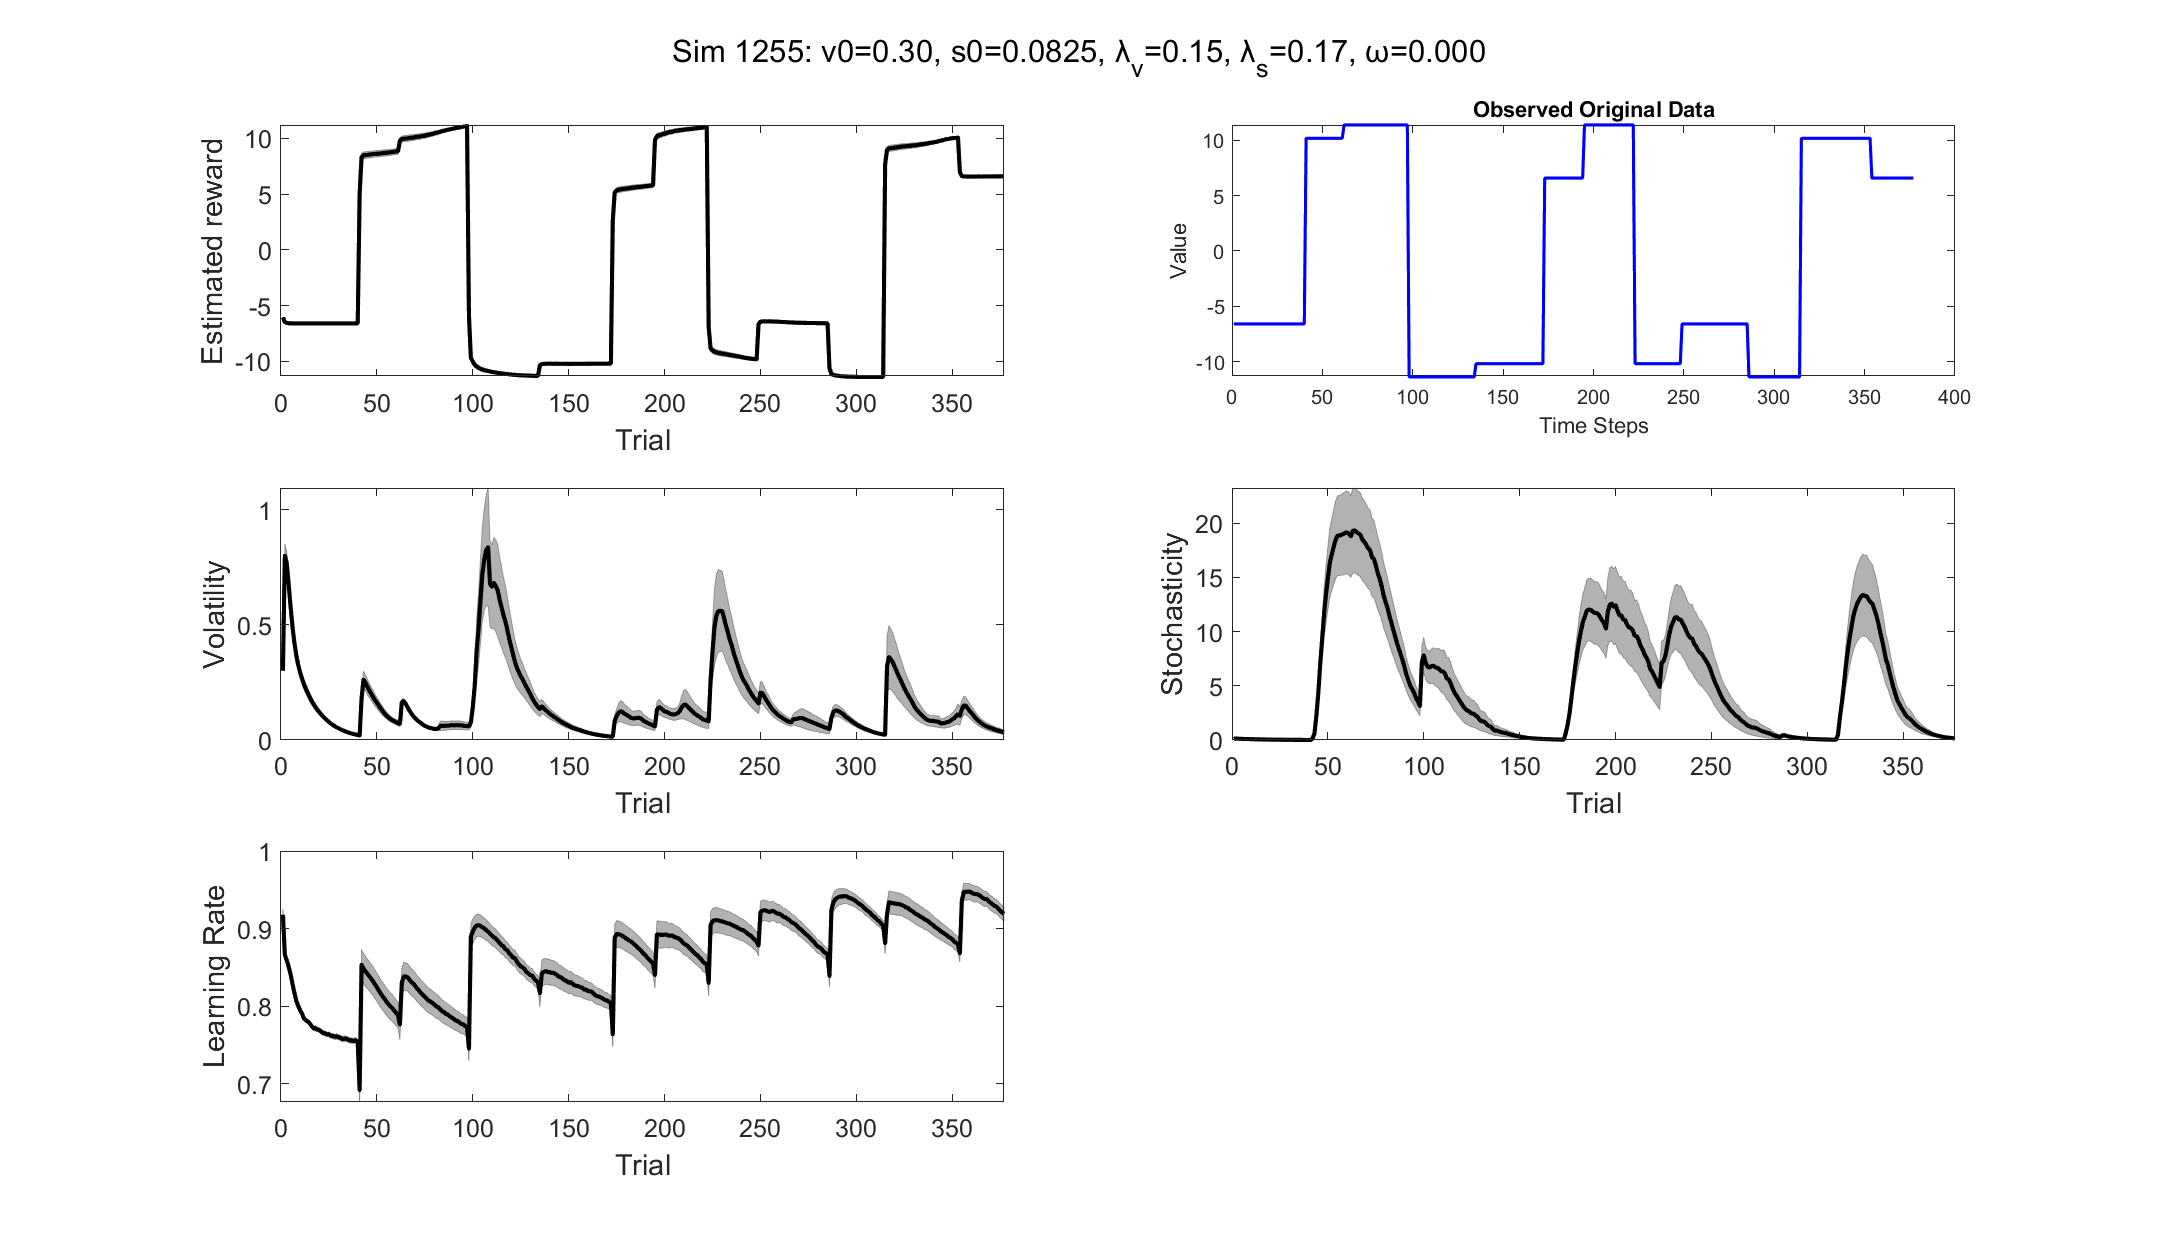 Sim 1255: v0=0.30, s0=0.0825, λ_v=0.15, λ_s=0.17, ω=0.000
Estimated reward
10
5
0
-5
-10
0 50 100 150 200 250 300 350
Trial
Observed Original Data
Value
10
5
0
-5
-10
0 50 100 150 200 250 300 350 400
Time Steps
Volatility
1
0.5
0
0 50 100 150 200 250 300 350
Trial
Stochasticity
20
15
10
5
0
0 50 100 150 200 250 300 350
Trial
Learning Rate
1
0.9
0.8
0.7
0 50 100 150 200 250 300 350
Trial